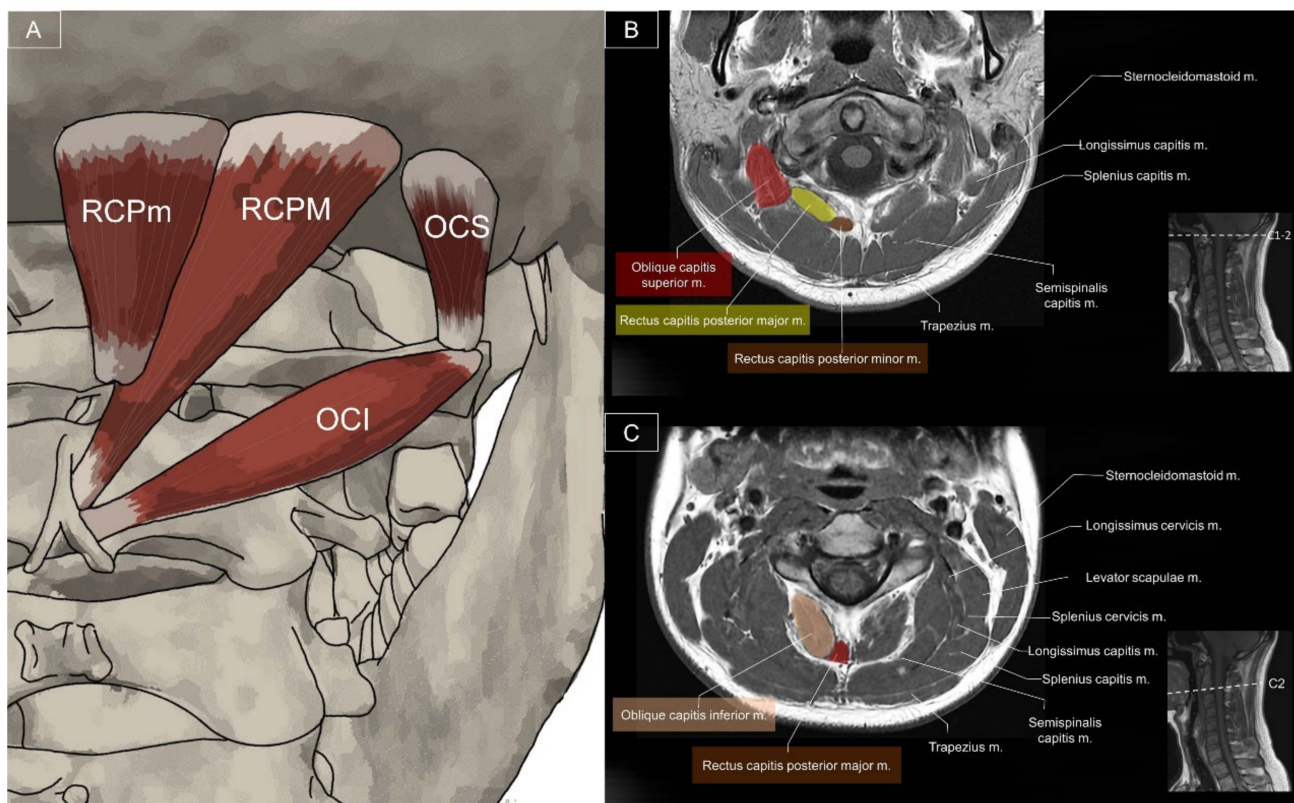 A
RCPm
RCPM
OCS
OCI
B
Sternocleidomastoid m.
Longissimus capitis m.
Splenius capitis m.
C1-2
Oblique capitis
superior m.
Semispinalis
capitis m.
Rectus capitis posterior major m.
Trapezius m.
Rectus capitis posterior minor m.
C
Sternocleidomastoid m.
Longissimus cervicis m.
Levator scapulae m.
Splenius cervicis m.
Longissimus capitis m.
Splenius capitis m.
C2
Oblique capitis inferior m.
Semispinalis
capitis m.
Trapezius m.
Rectus capitis posterior major m.